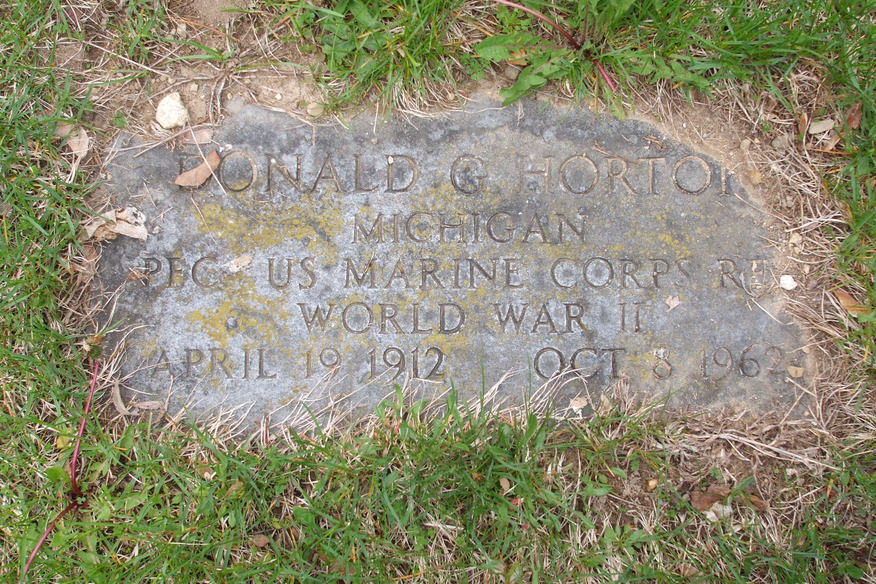 DONALD G HORTON
MICHIGAN
PFC US MARINE CORPS RES
WORLD WAR II
APRIL 19 1912 OCT 8 1962